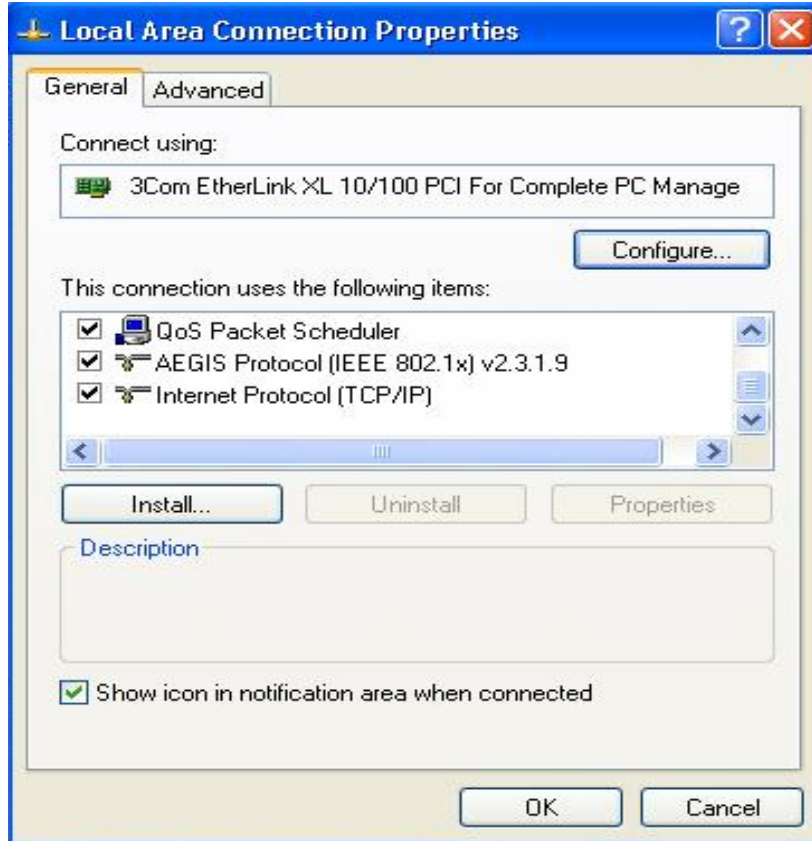 Local Area Connection Properties
General Advanced
Connect using:
3Com EtherLink XL 10/100 PCI For Complete PC Manage
Configure...
This connection uses the following items:
QoS Packet Scheduler
AEGIS Protocol (IEEE 802.1x) v2.3.1.9
Internet Protocol (TCP/IP)
Install... Uninstall Properties
Description
Show icon in notification area when connected
OK Cancel